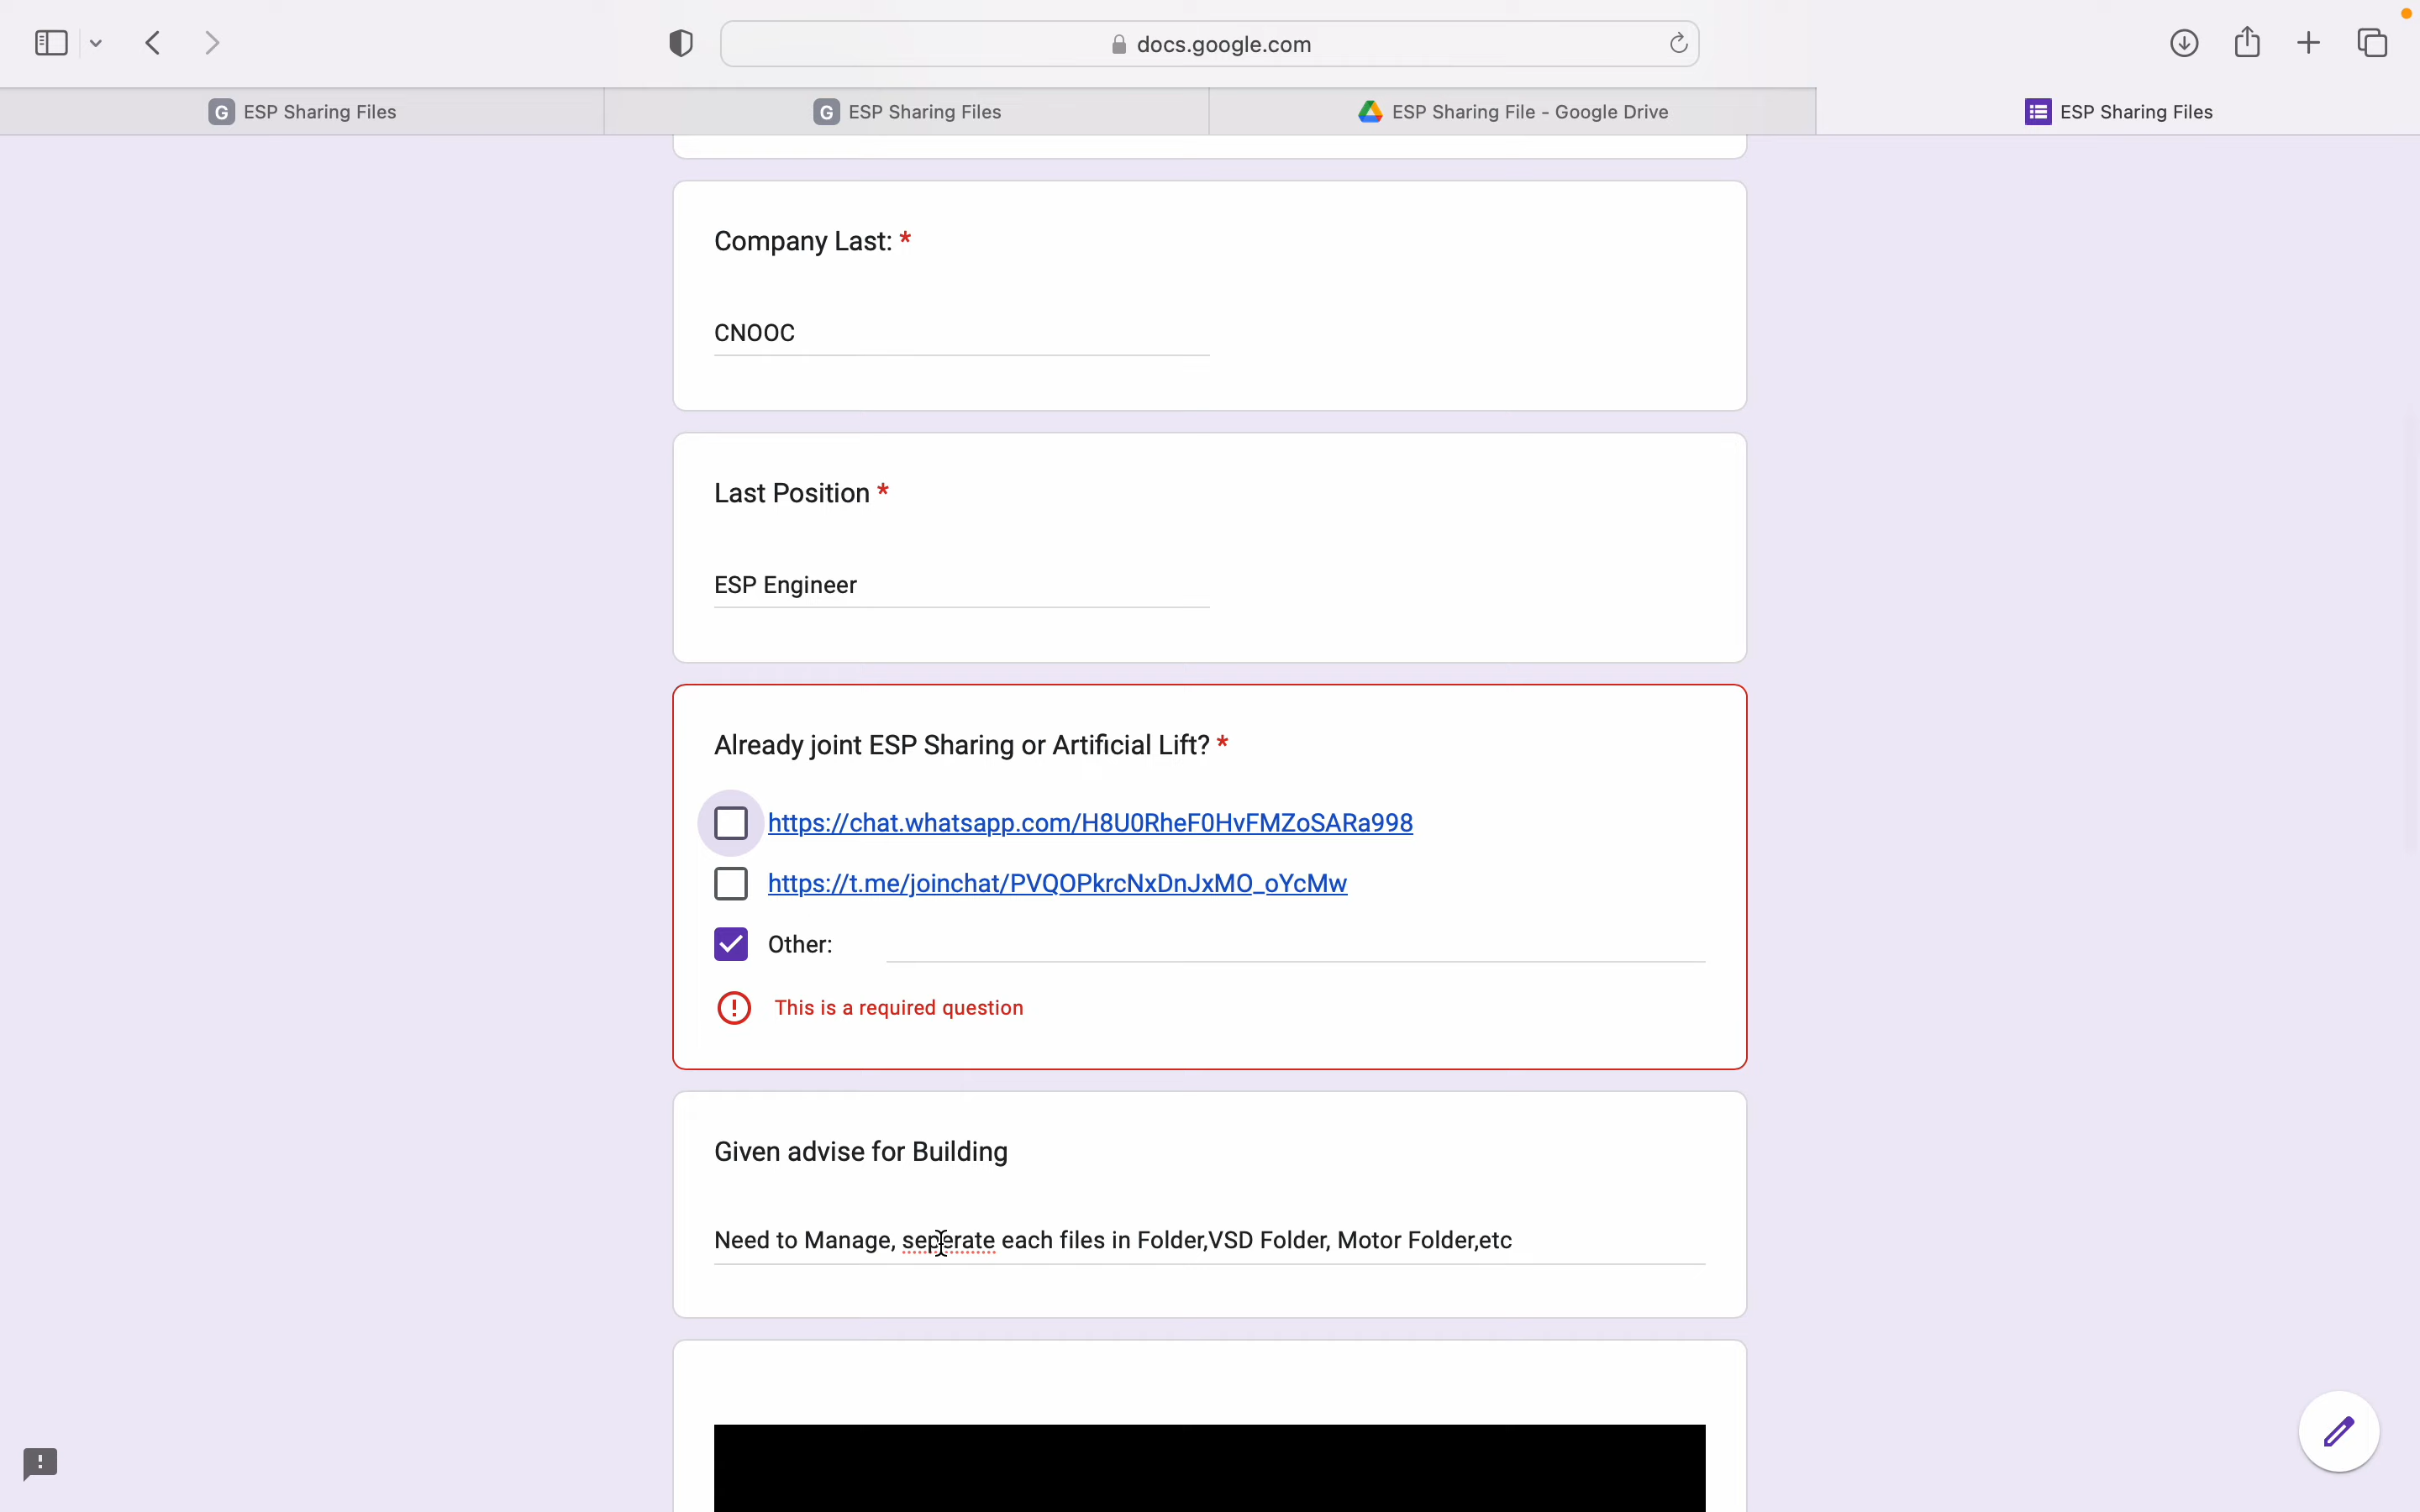 docs.google.com
G ESP Sharing Files
G ESP Sharing Files
ESP Sharing File - Google Drive
ESP Sharing Files
Company Last: *
CNOOC
Last Position *
ESP Engineer
Already joint ESP Sharing or Artificial Lift? *
https://chat.whatsapp.com/H8U0RheF0HvFMZoSARa998
https://t.me/joinchat/PVQOPkrcNxDnJxMO_oYcMw
Other:
This is a required question
Given advise for Building
Need to Manage, seperate each files in Folder,VSD Folder, Motor Folder,etc